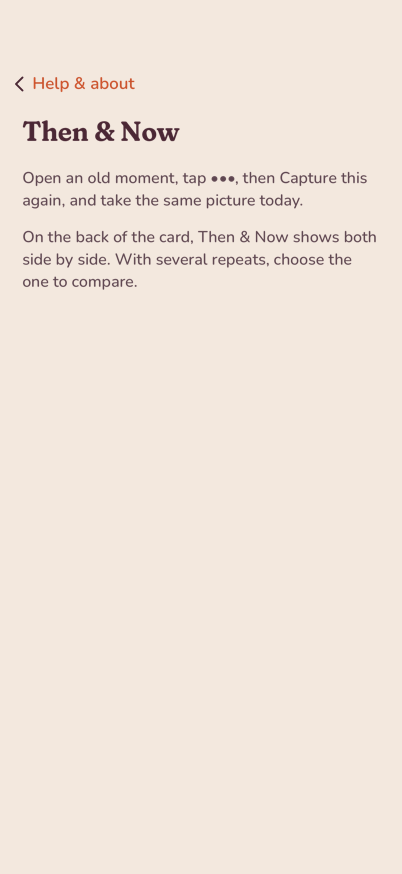 Help & about
Then & Now
Open an old moment, tap •••, then Capture this
again, and take the same picture today.
On the back of the card, Then & Now shows both
side by side. With several repeats, choose the
one to compare.